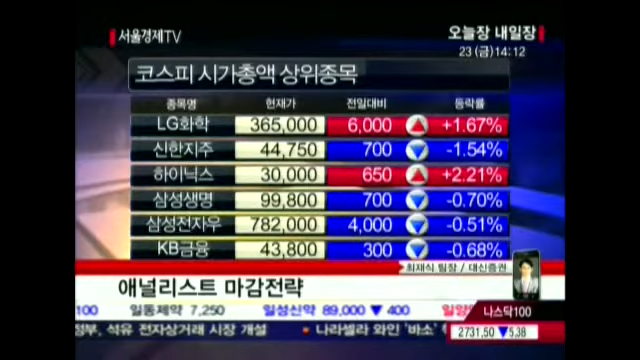 서울경제TV
오늘장 내일장
23 (금) 14:12
코스피 시가총액 상위종목
종목명 현재가 전일대비 등락률
LG화학 365,000 6,000 ▲ +1.67%
신한지주 44,750 700 ▼ -1.54%
하이닉스 30,000 650 ▲ +2.21%
삼성생명 99,800 700 ▼ -0.70%
삼성전자우 782,000 4,000 ▼ -0.51%
KB금융 43,800 300 ▼ -0.68%
최재식 팀장 / 대신증권
애널리스트 마감전략
100 일동제약 7,250 일성신약 89,000 ▼ 400 일양
나스닥100
정부, 석유 전자상거래 시장 개설 나라셀라 와인 '바소'
2731,50 ▼5,38